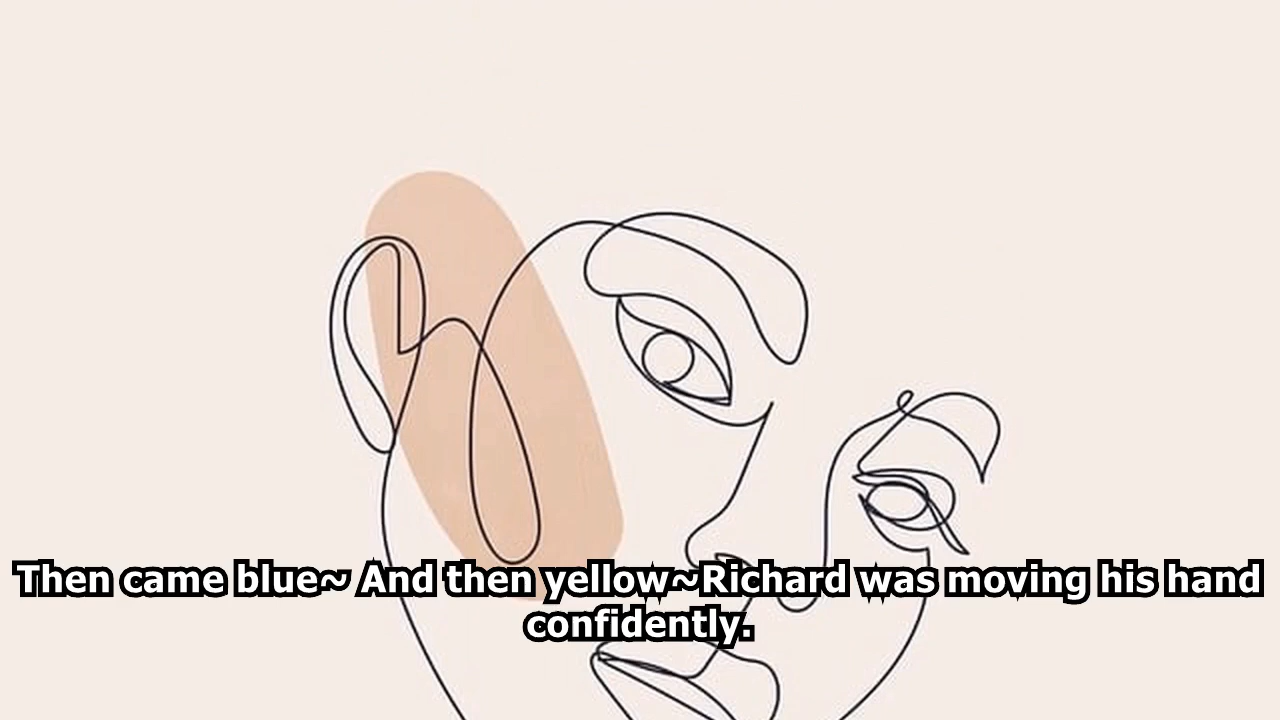 Then came blue~ And then yellow~Richard was moving his hand
confidently.